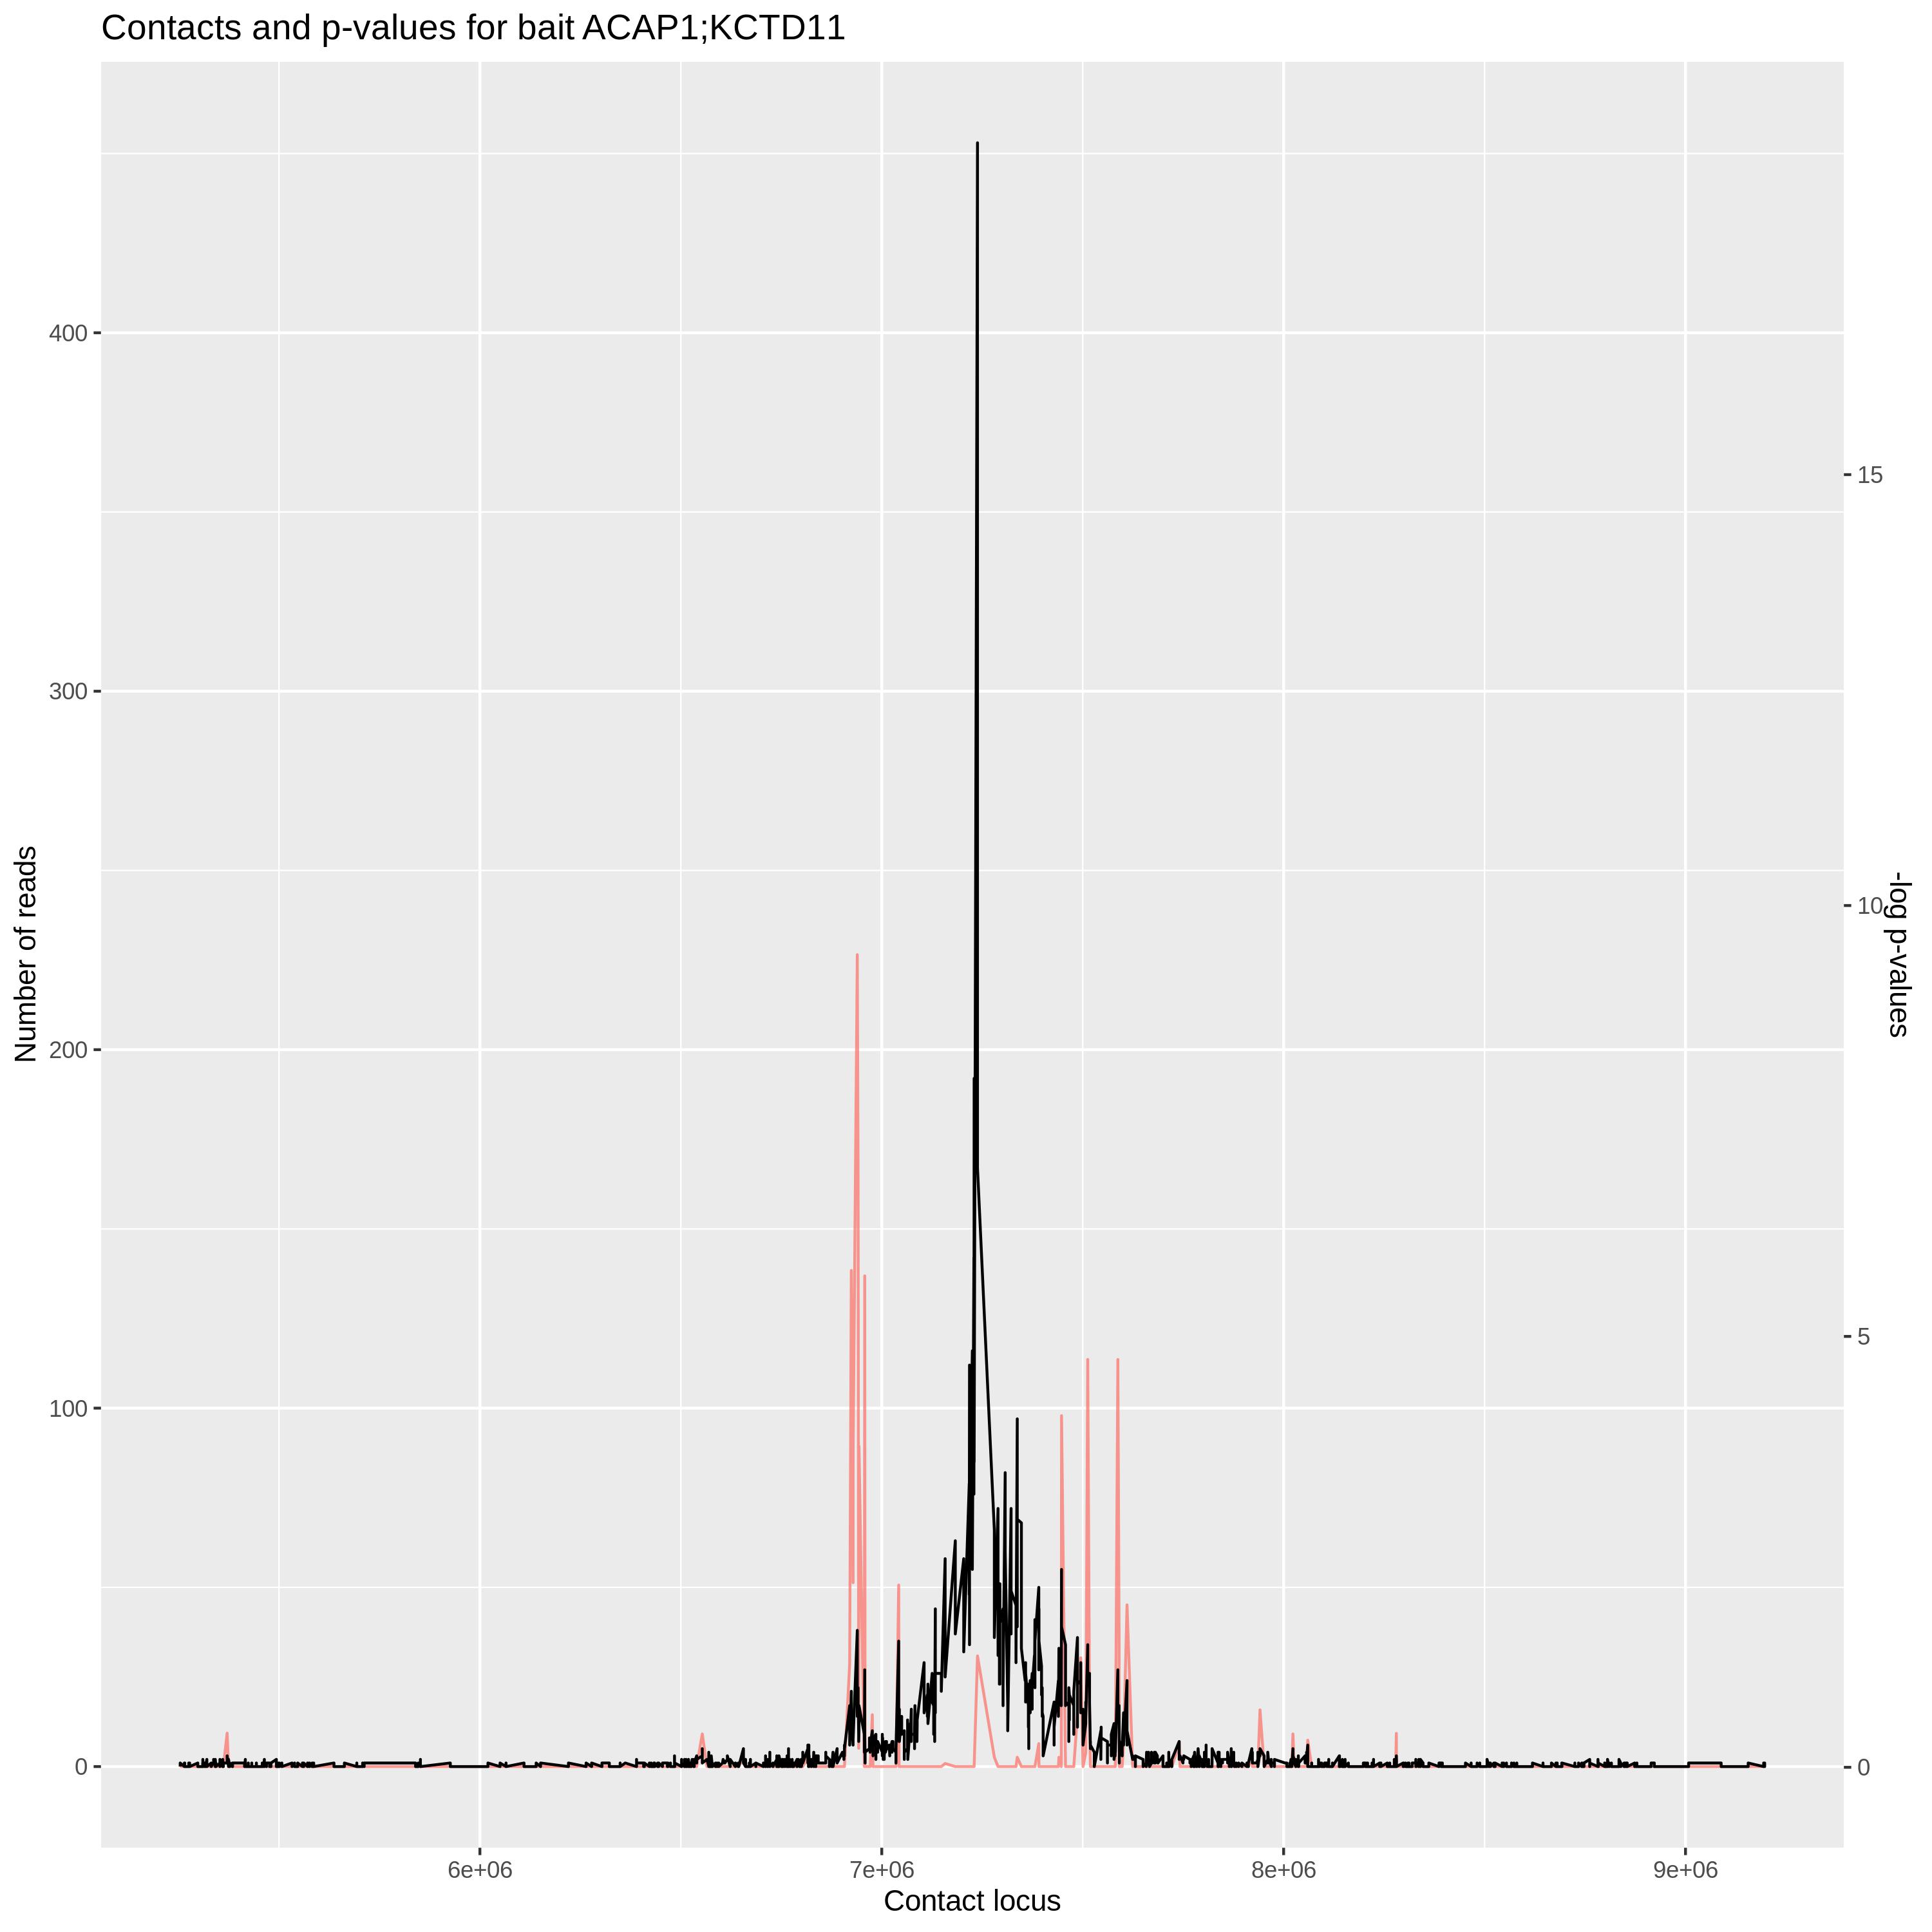 Contacts and p-values for bait ACAP1;KCTD11
Number of reads
400
300
200
100
0
15
10
5
0
-log p-values
6e+06
7e+06
8e+06
9e+06
Contact locus